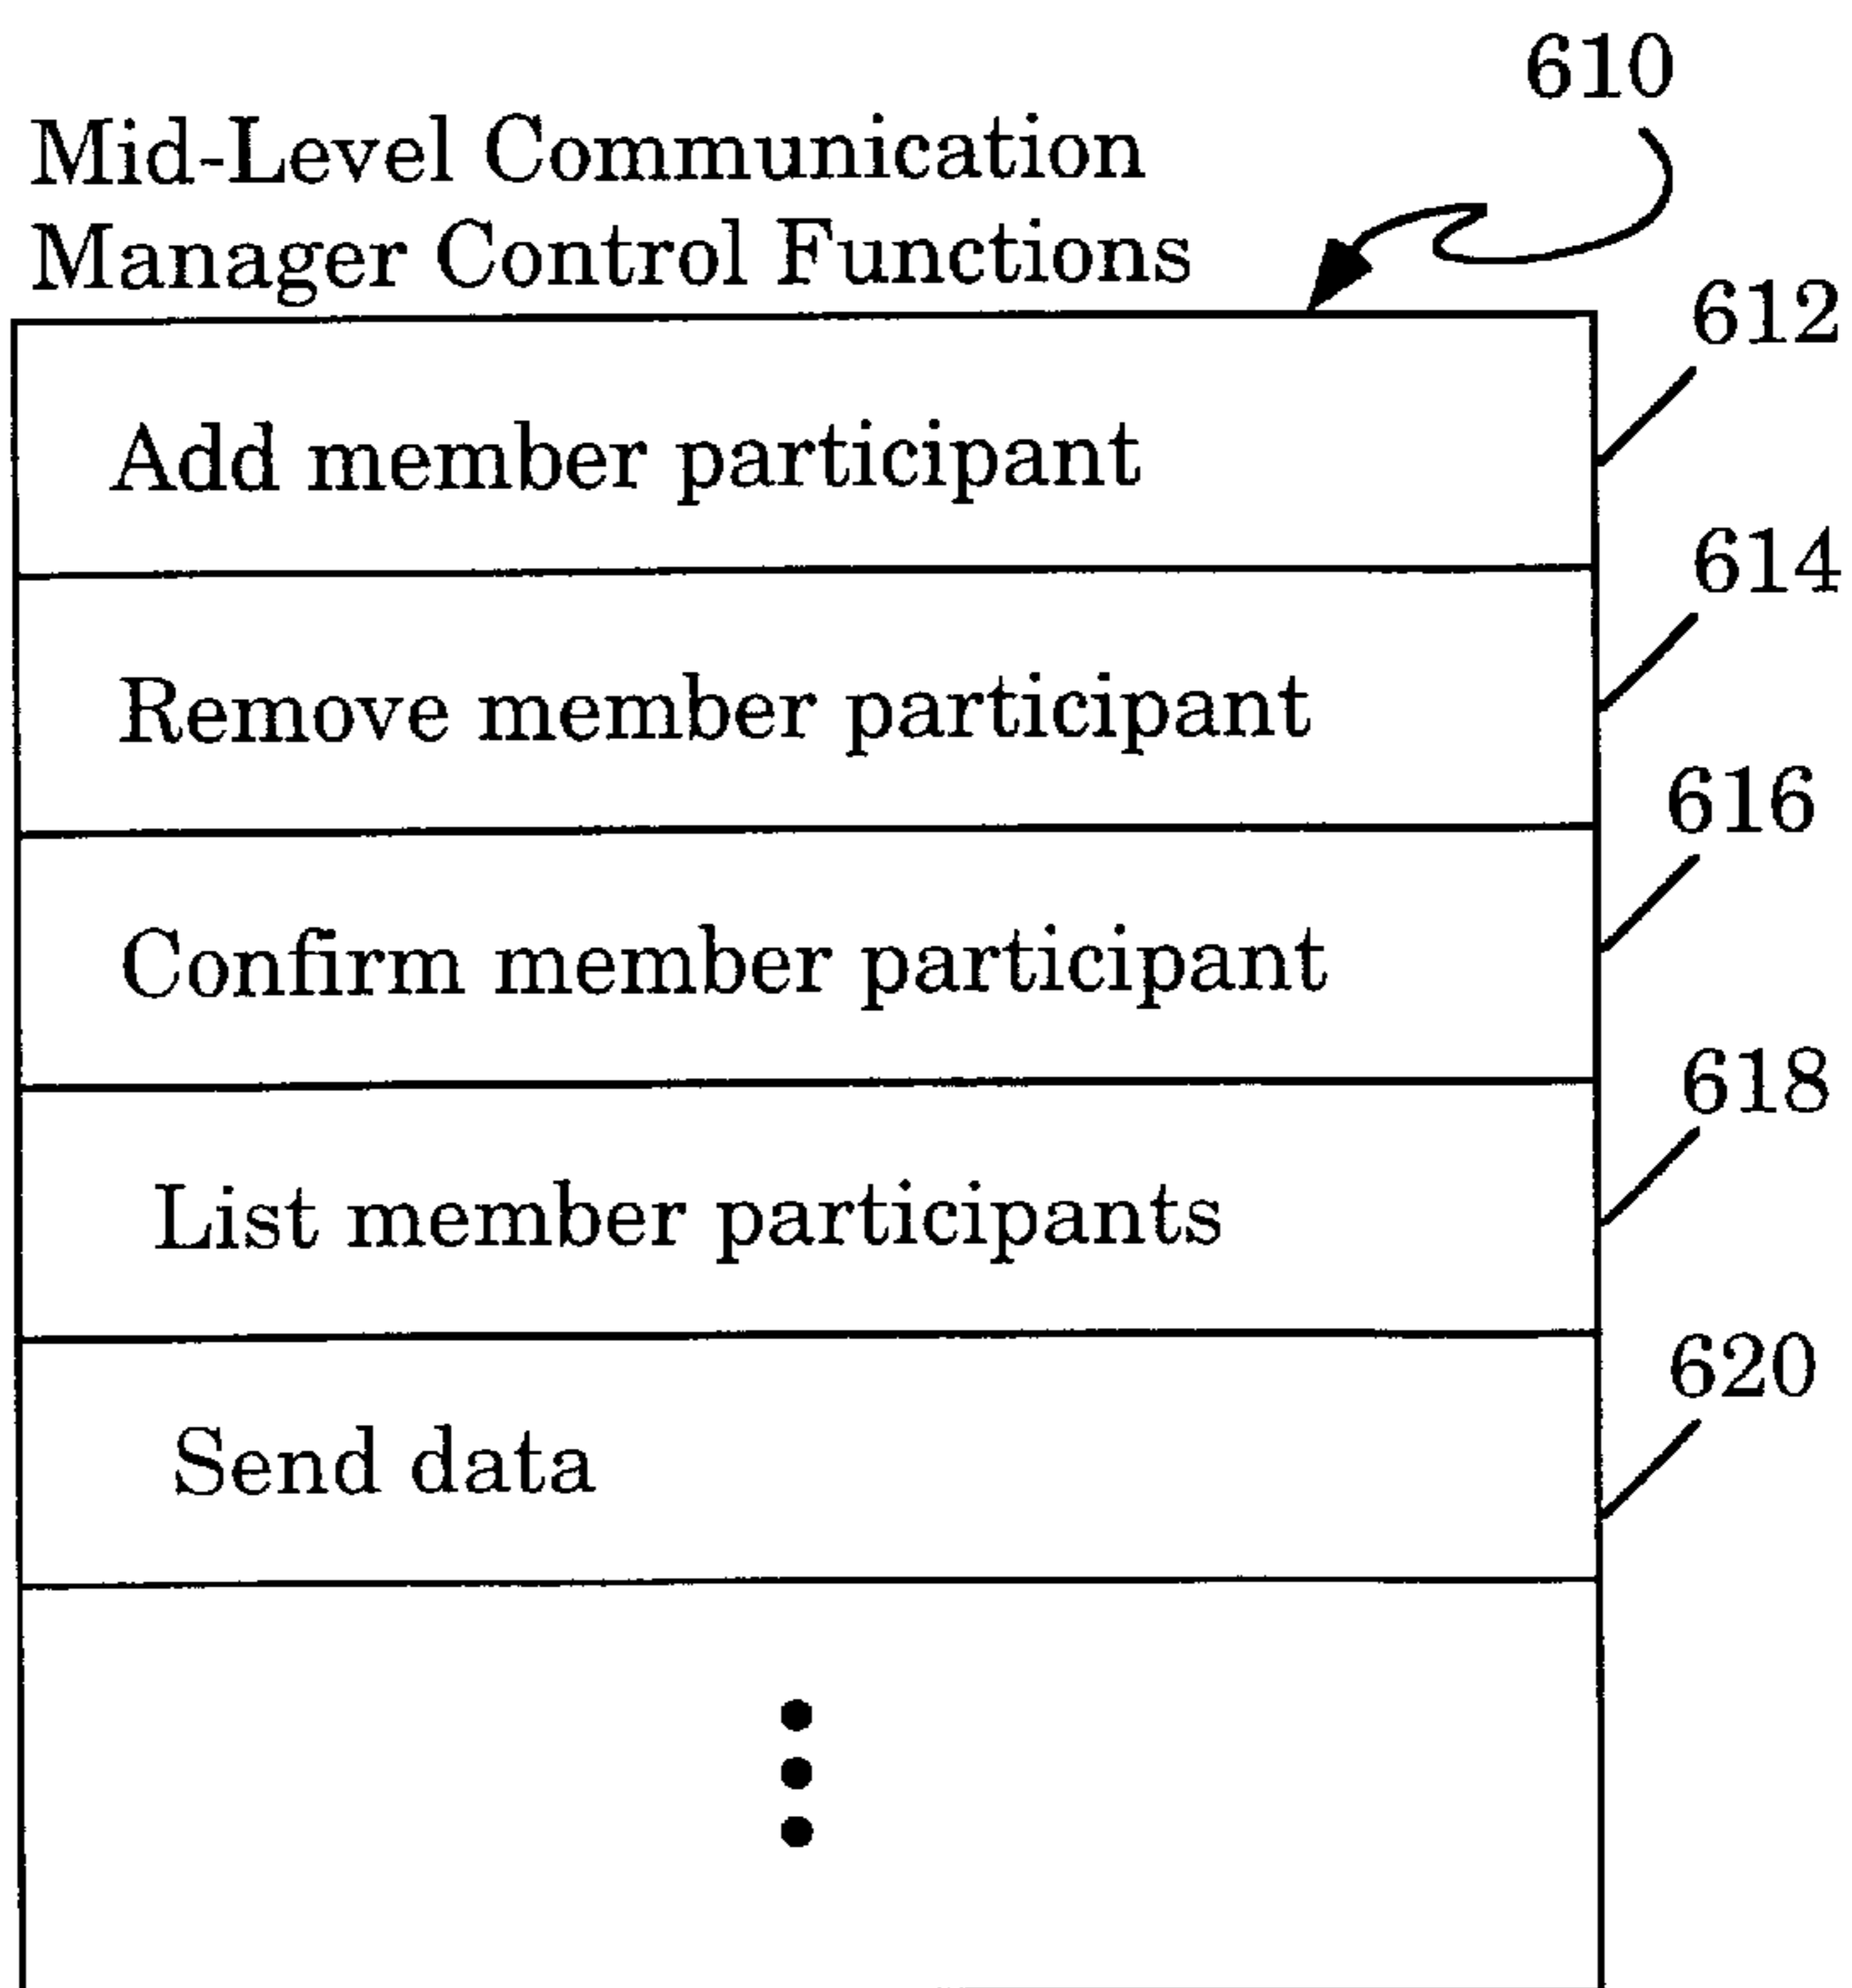 610
Mid-Level Communication
Manager Control Functions
612
Add member participant
614
Remove member participant
616
Confirm member participant
618
List member participants
620
Send data